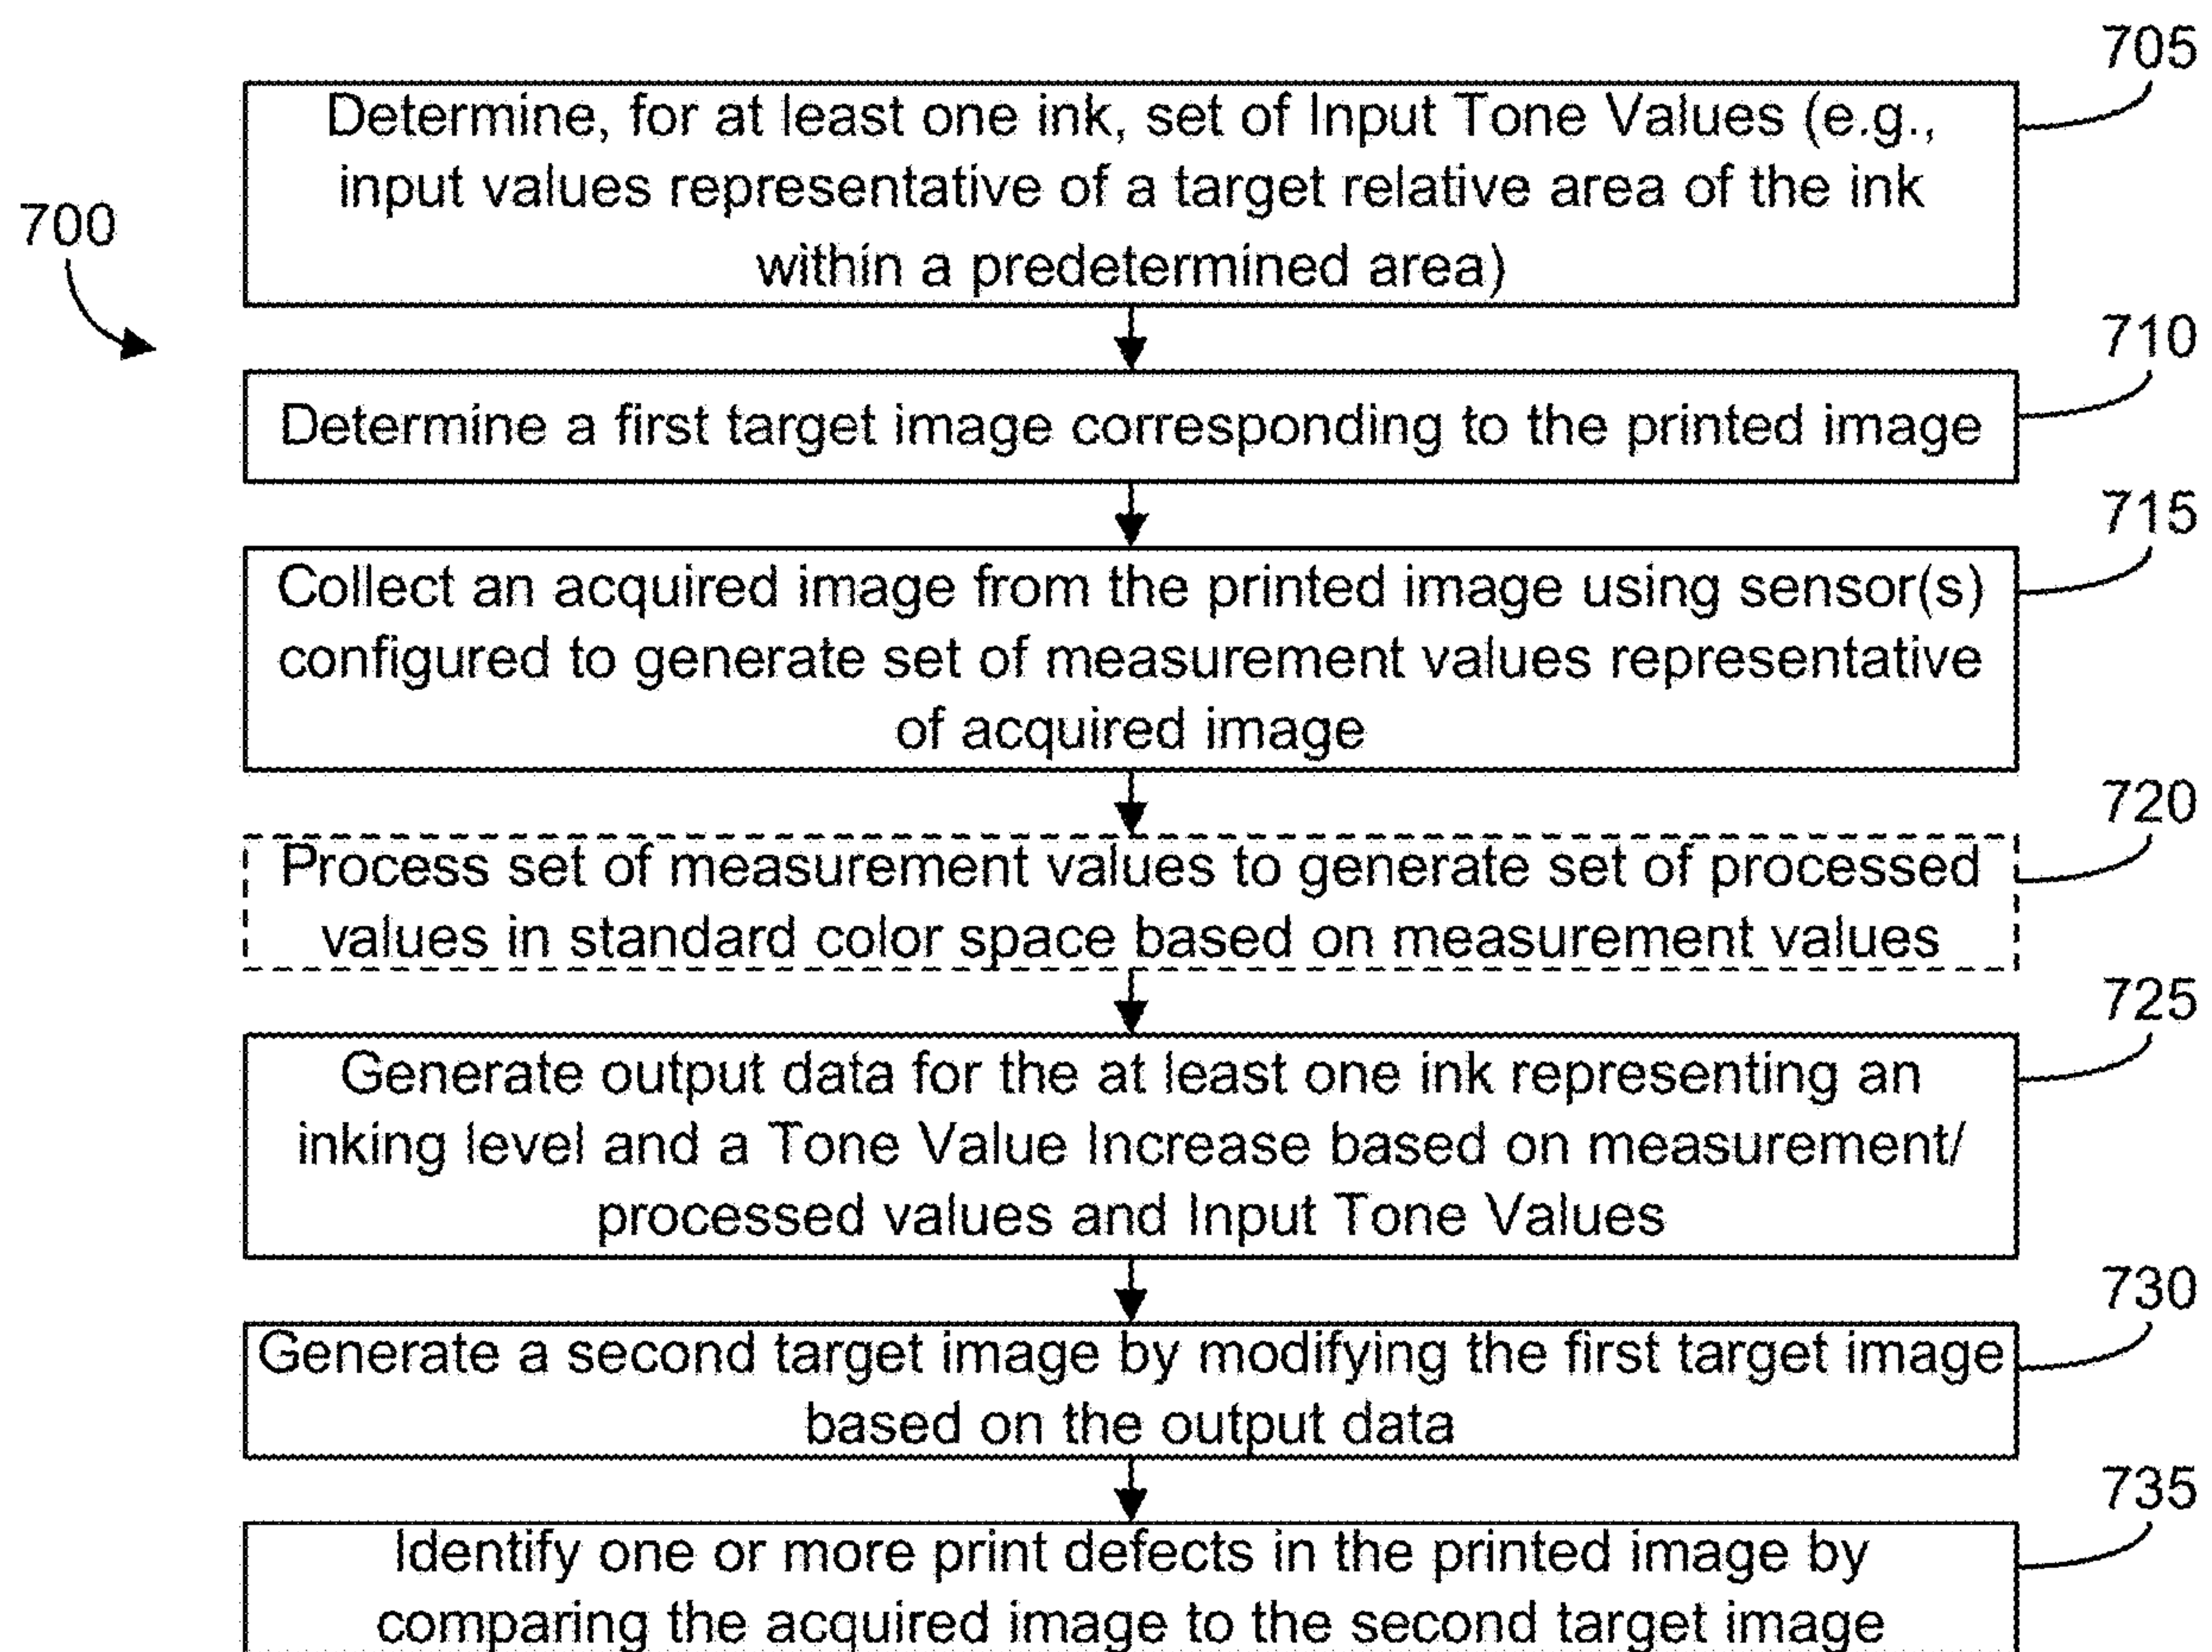 705
Determine, for at least one ink, set of Input Tone Values (e.g.,
input values representative of a target relative area of the ink
within a predetermined area)
700
710
Determine a first target image corresponding to the printed image
715
Collect an acquired image from the printed image using sensor(s)
configured to generate set of measurement values representative
of acquired image
720
Process set of measurement values to generate set of processed
values in standard color space based on measurement values
725
Generate output data for the at least one ink representing an
inking level and a Tone Value Increase based on measurement/
processed values and Input Tone Values
730
Generate a second target image by modifying the first target image
based on the output data
735
Identify one or more print defects in the printed image by
comparing the acquired image to the second target image